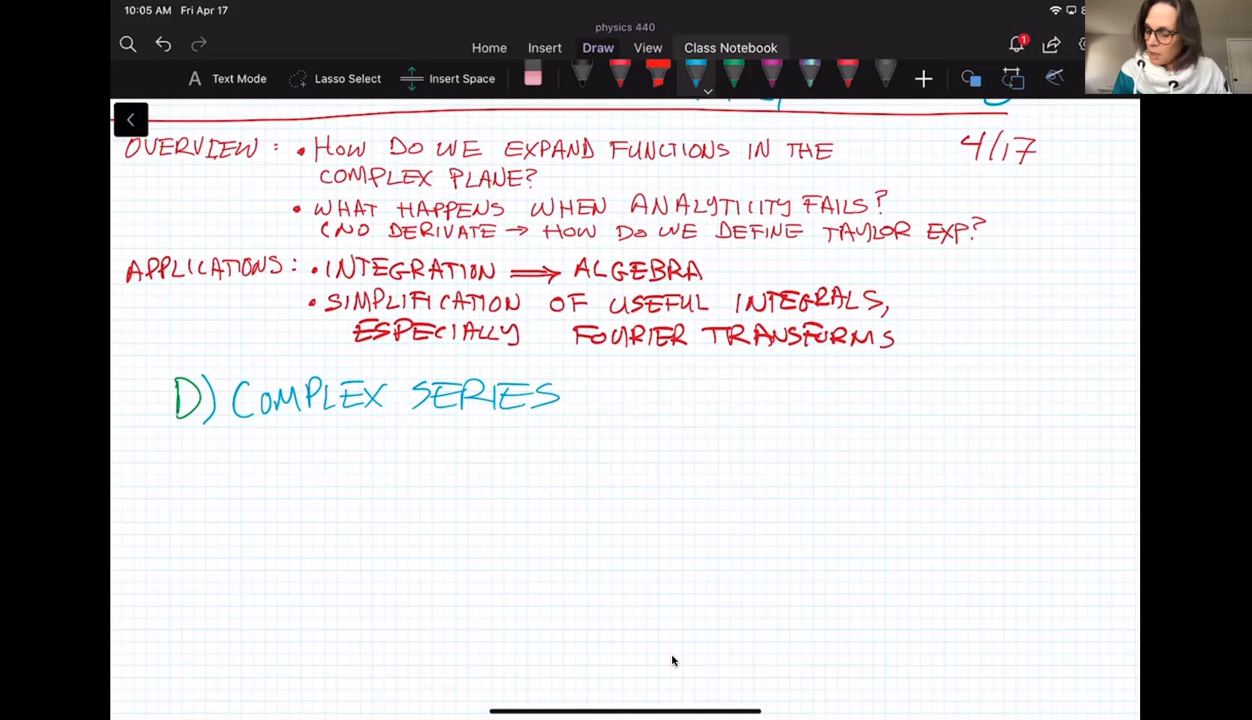 10:05 AM Fri Apr 17
physics 440
Home Insert Draw View Class Notebook
1
A Text Mode Lasso Select Insert Space
OVERVIEW : • HOW DO WE EXPAND FUNCTIONS IN THE 4/17
COMPLEX PLANE?
• WHAT HAPPENS WHEN ANALYTICITY FAILS?
(NO DERIVATE → HOW DO WE DEFINE TAYLOR EXP?
APPLICATIONS : • INTEGRATION ⟹ ALGEBRA
• SIMPLIFICATION OF USEFUL INTEGRALS,
ESPECIALLY FOURIER TRANSFORMS
D) COMPLEX SERIES